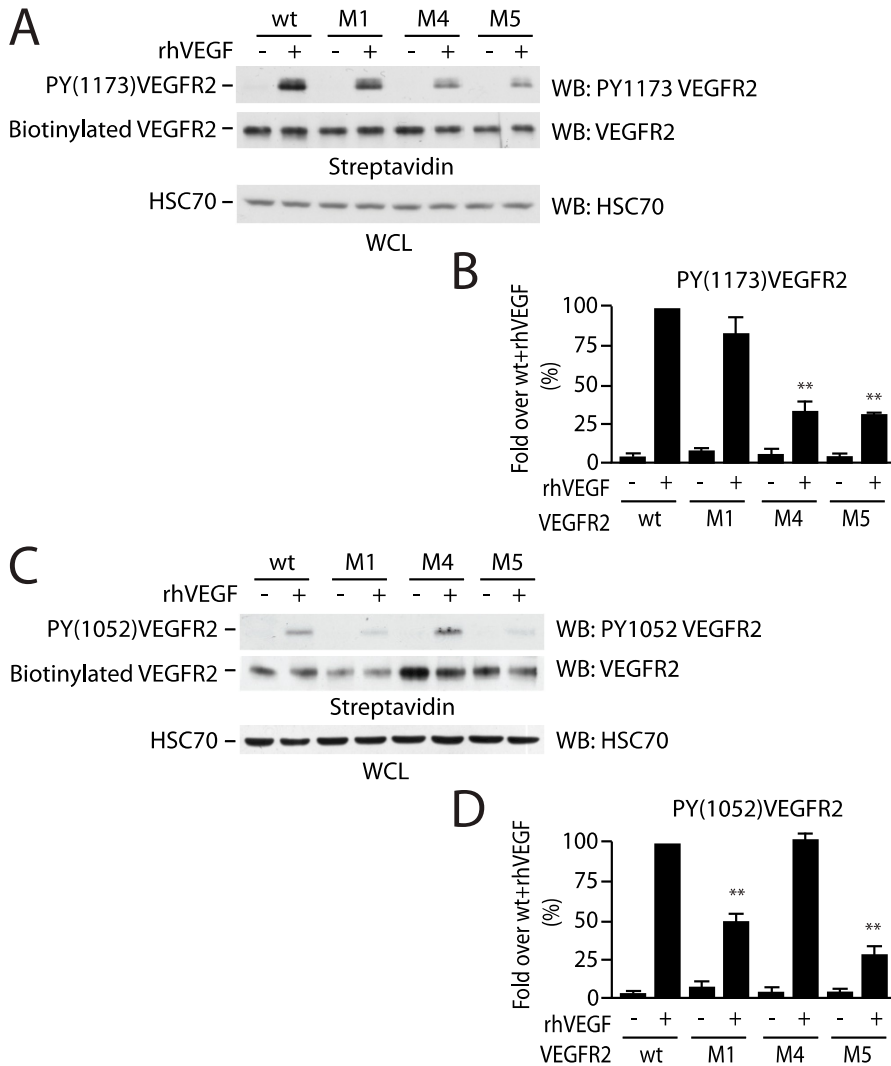 A
wt M1 M4 M5
rhVEGF - + - + - + - +
PY(1173)VEGFR2 – WB: PY1173 VEGFR2
Biotinylated VEGFR2 – WB: VEGFR2
Streptavidin
HSC70 – WB: HSC70
WCL
B
PY(1173)VEGFR2
Fold over wt+rhVEGF
(%)
100
75
50
25
0
** **
rhVEGF - + - + - + - +
VEGFR2 wt M1 M4 M5
C
wt M1 M4 M5
rhVEGF - + - + - + - +
PY(1052)VEGFR2 – WB: PY1052 VEGFR2
Biotinylated VEGFR2 – WB: VEGFR2
Streptavidin
HSC70 – WB: HSC70
WCL
D
PY(1052)VEGFR2
Fold over wt+rhVEGF
(%)
100
75
50
25
0
** **
rhVEGF - + - + - + - +
VEGFR2 wt M1 M4 M5